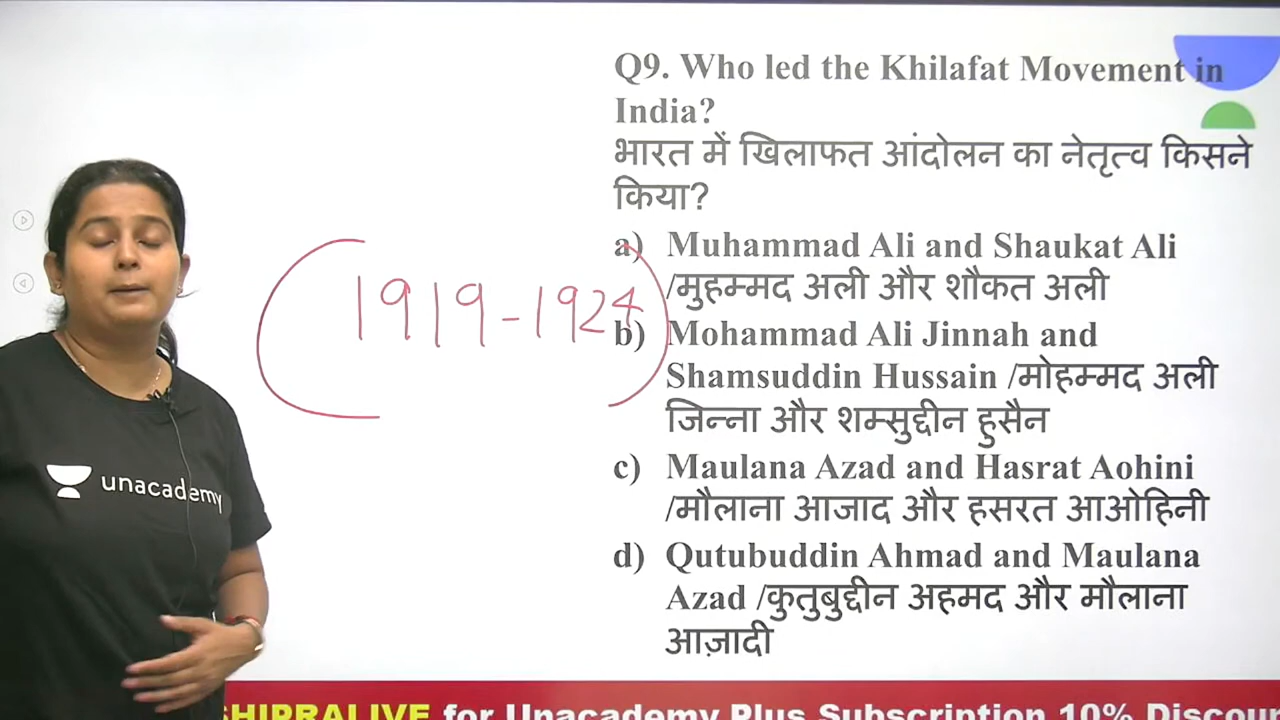 Q9. Who led the Khilafat Movement in
India?
भारत में खिलाफत आंदोलन का नेतृत्व किसने
किया?
a) Muhammad Ali and Shaukat Ali
/मुहम्मद अली और शौकत अली
1919-1924
b) Mohammad Ali Jinnah and
Shamsuddin Hussain /मोहम्मद अली
जिन्ना और शम्सुद्दीन हुसैन
c) Maulana Azad and Hasrat Aohini
/मौलाना आजाद और हसरत आओहिनी
d) Qutubuddin Ahmad and Maulana
Azad /कुतुबुद्दीन अहमद और मौलाना
आज़ादी
unacademy
SHIPRALIVE for Unacademy Plus Subscription 10% Discou